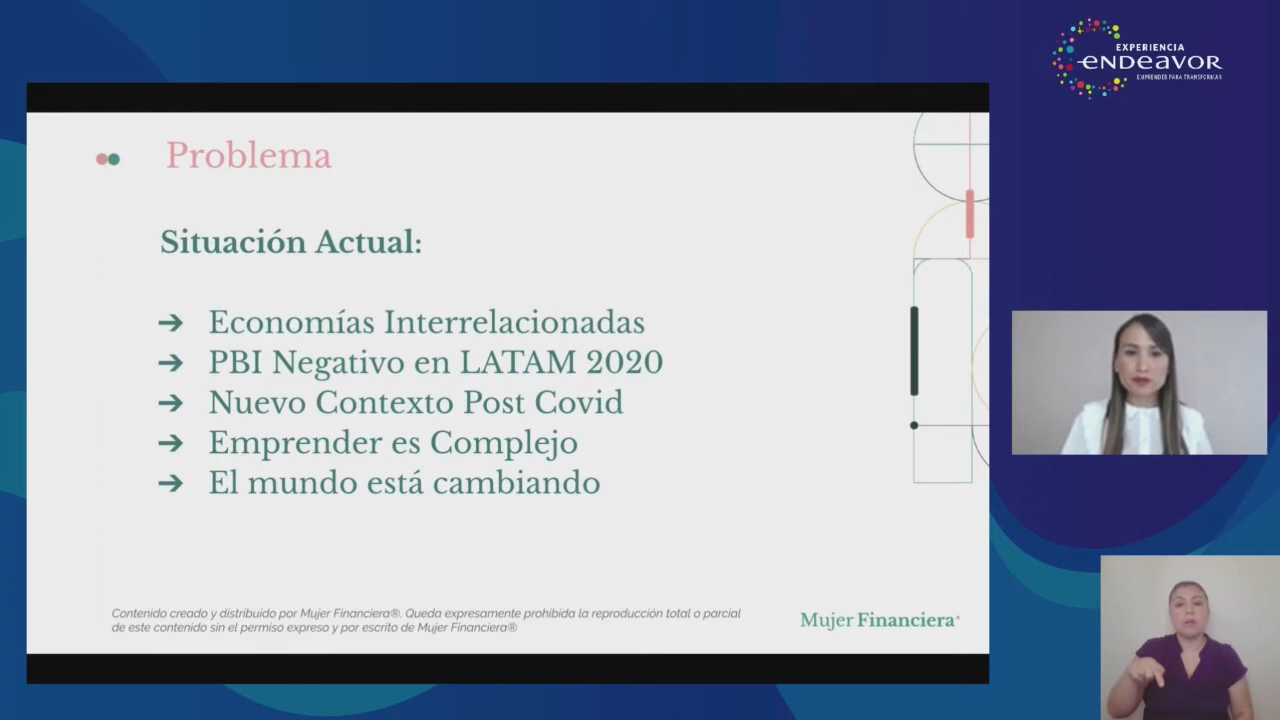 EXPERIENCIA
ENDEAVOR
EMPRENDER PARA TRANSFORMAR
Problema
Situación Actual:
➔ Economías Interrelacionadas
➔ PBI Negativo en LATAM 2020
➔ Nuevo Contexto Post Covid
➔ Emprender es Complejo
➔ El mundo está cambiando
Contenido creado y distribuido por Mujer Financiera®. Queda expresamente prohibida la reproducción total o parcial
de este contenido sin el permiso expreso y por escrito de Mujer Financiera®
Mujer Financiera®